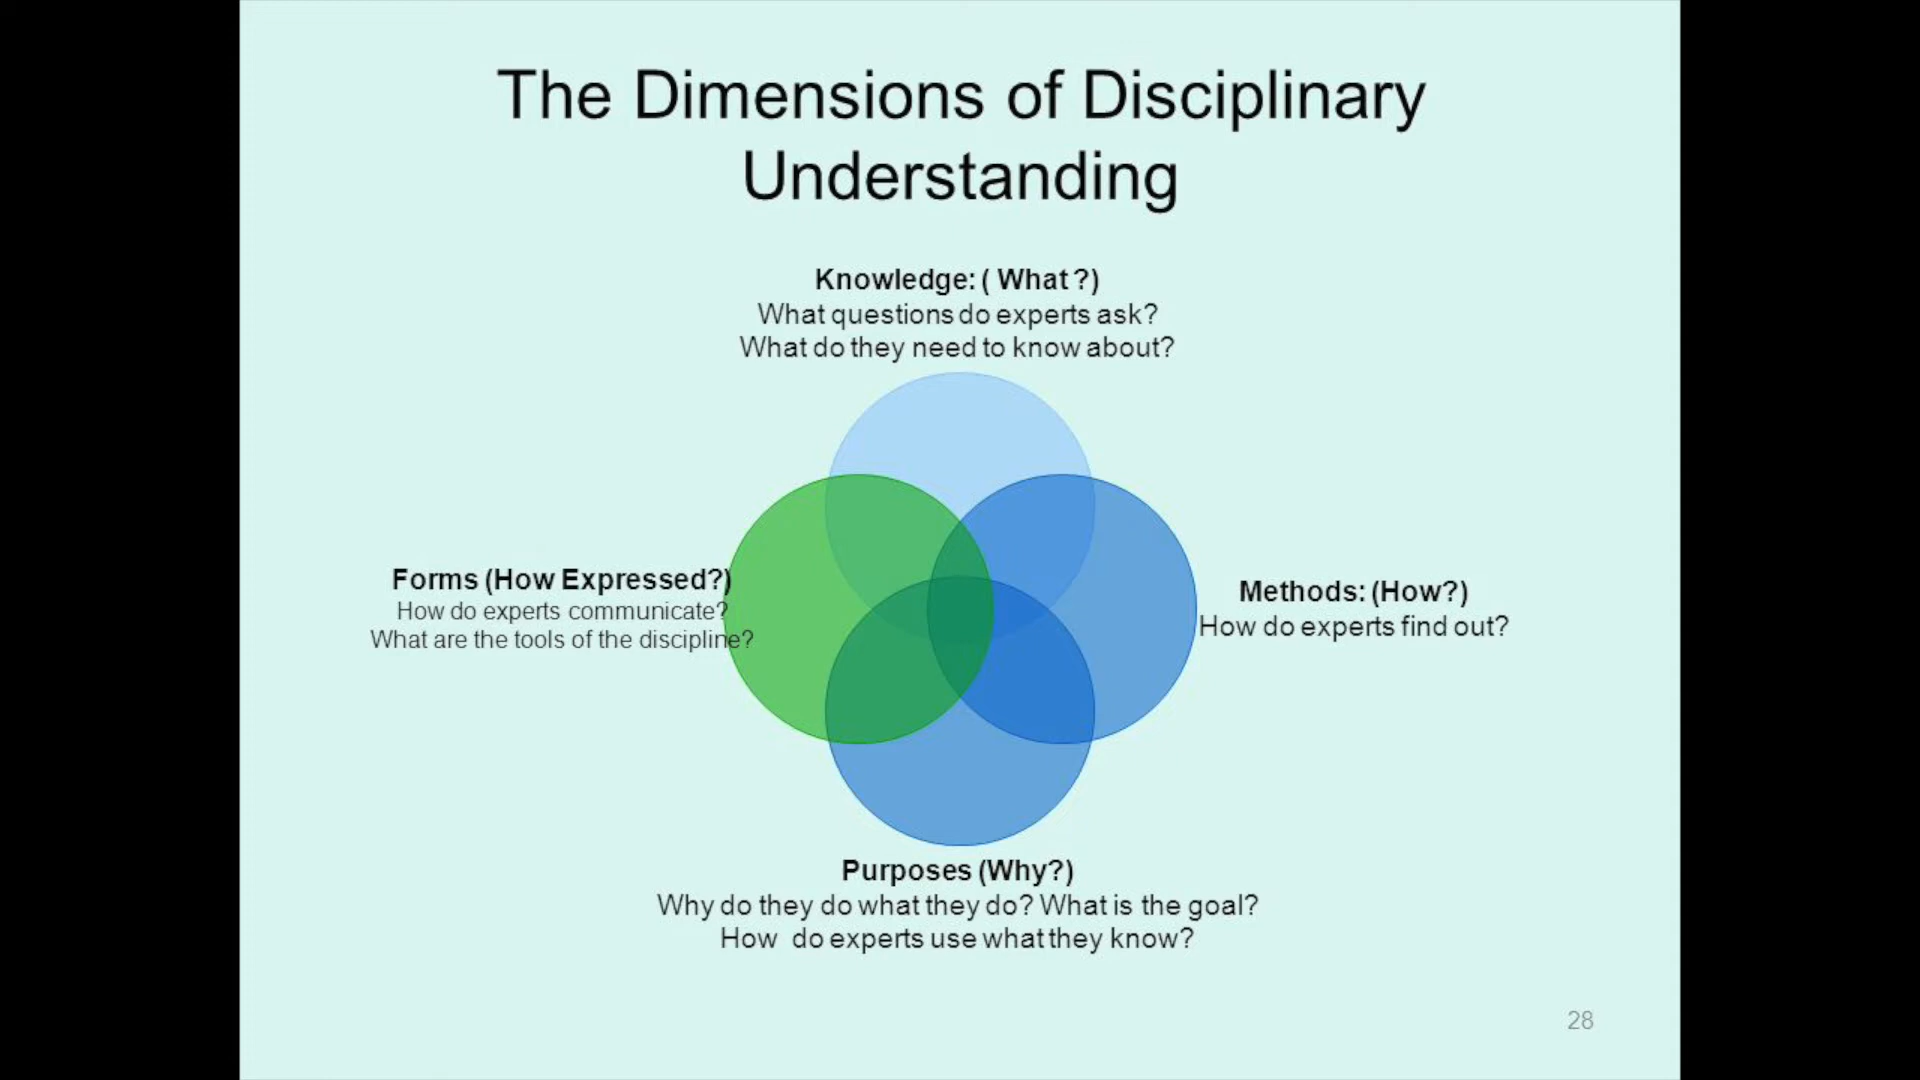 The Dimensions of Disciplinary
Understanding
Knowledge: ( What ?)
What questions do experts ask?
What do they need to know about?
Forms (How Expressed?)
How do experts communicate?
What are the tools of the discipline?
Methods: (How?)
How do experts find out?
Purposes (Why?)
Why do they do what they do? What is the goal?
How do experts use what they know?
28